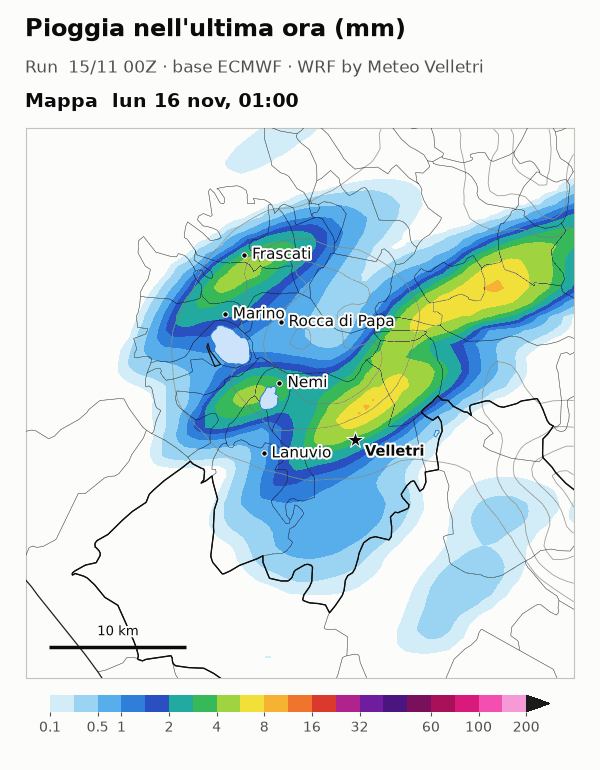 Pioggia nell'ultima ora (mm)
Run  15/11 00Z · base ECMWF · WRF by Meteo Velletri
Mappa  lun 16 nov, 01:00
Frascati
Marino
Rocca di Papa
Nemi
Velletri
Lanuvio
10 km
0.1 0.5 1 2 4 8 16 32 60 100 200